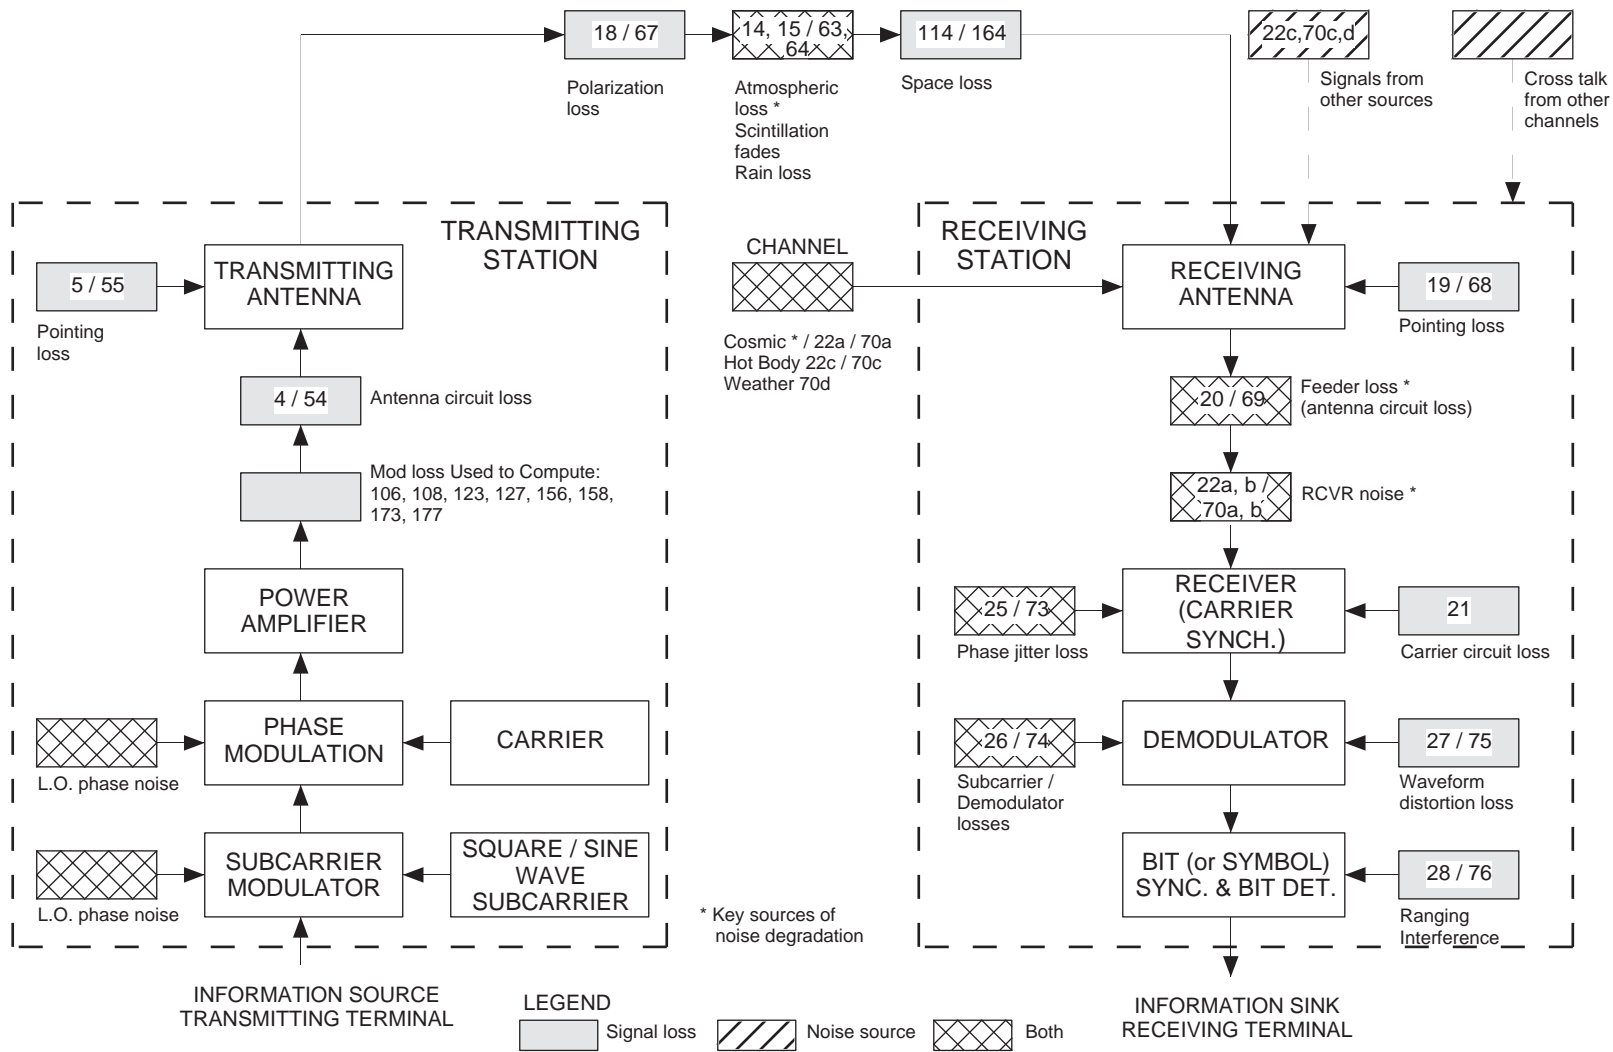 18 / 67
14, 15 / 63,
64
114 / 164
22c,70c,d
Polarization
loss
Atmospheric
loss *
Scintillation
fades
Rain loss
Space loss
Signals from
other sources
Cross talk
from other
channels
TRANSMITTING
STATION
5 / 55
Pointing
loss
TRANSMITTING
ANTENNA
4 / 54
Antenna circuit loss
Mod loss Used to Compute:
106, 108, 123, 127, 156, 158,
173, 177
POWER
AMPLIFIER
L.O. phase noise
PHASE
MODULATION
CARRIER
L.O. phase noise
SUBCARRIER
MODULATOR
SQUARE / SINE
WAVE
SUBCARRIER
INFORMATION SOURCE
TRANSMITTING TERMINAL
CHANNEL
Cosmic * / 22a / 70a
Hot Body 22c / 70c
Weather 70d
* Key sources of
noise degradation
RECEIVING
STATION
RECEIVING
ANTENNA
19 / 68
Pointing loss
20 / 69
Feeder loss *
(antenna circuit loss)
22a, b /
70a, b
RCVR noise *
25 / 73
Phase jitter loss
RECEIVER
(CARRIER
SYNCH.)
21
Carrier circuit loss
26 / 74
Subcarrier /
Demodulator
losses
DEMODULATOR
27 / 75
Waveform
distortion loss
BIT (or SYMBOL)
SYNC. & BIT DET.
28 / 76
Ranging
Interference
INFORMATION SINK
RECEIVING TERMINAL
LEGEND
Signal loss
Noise source
Both